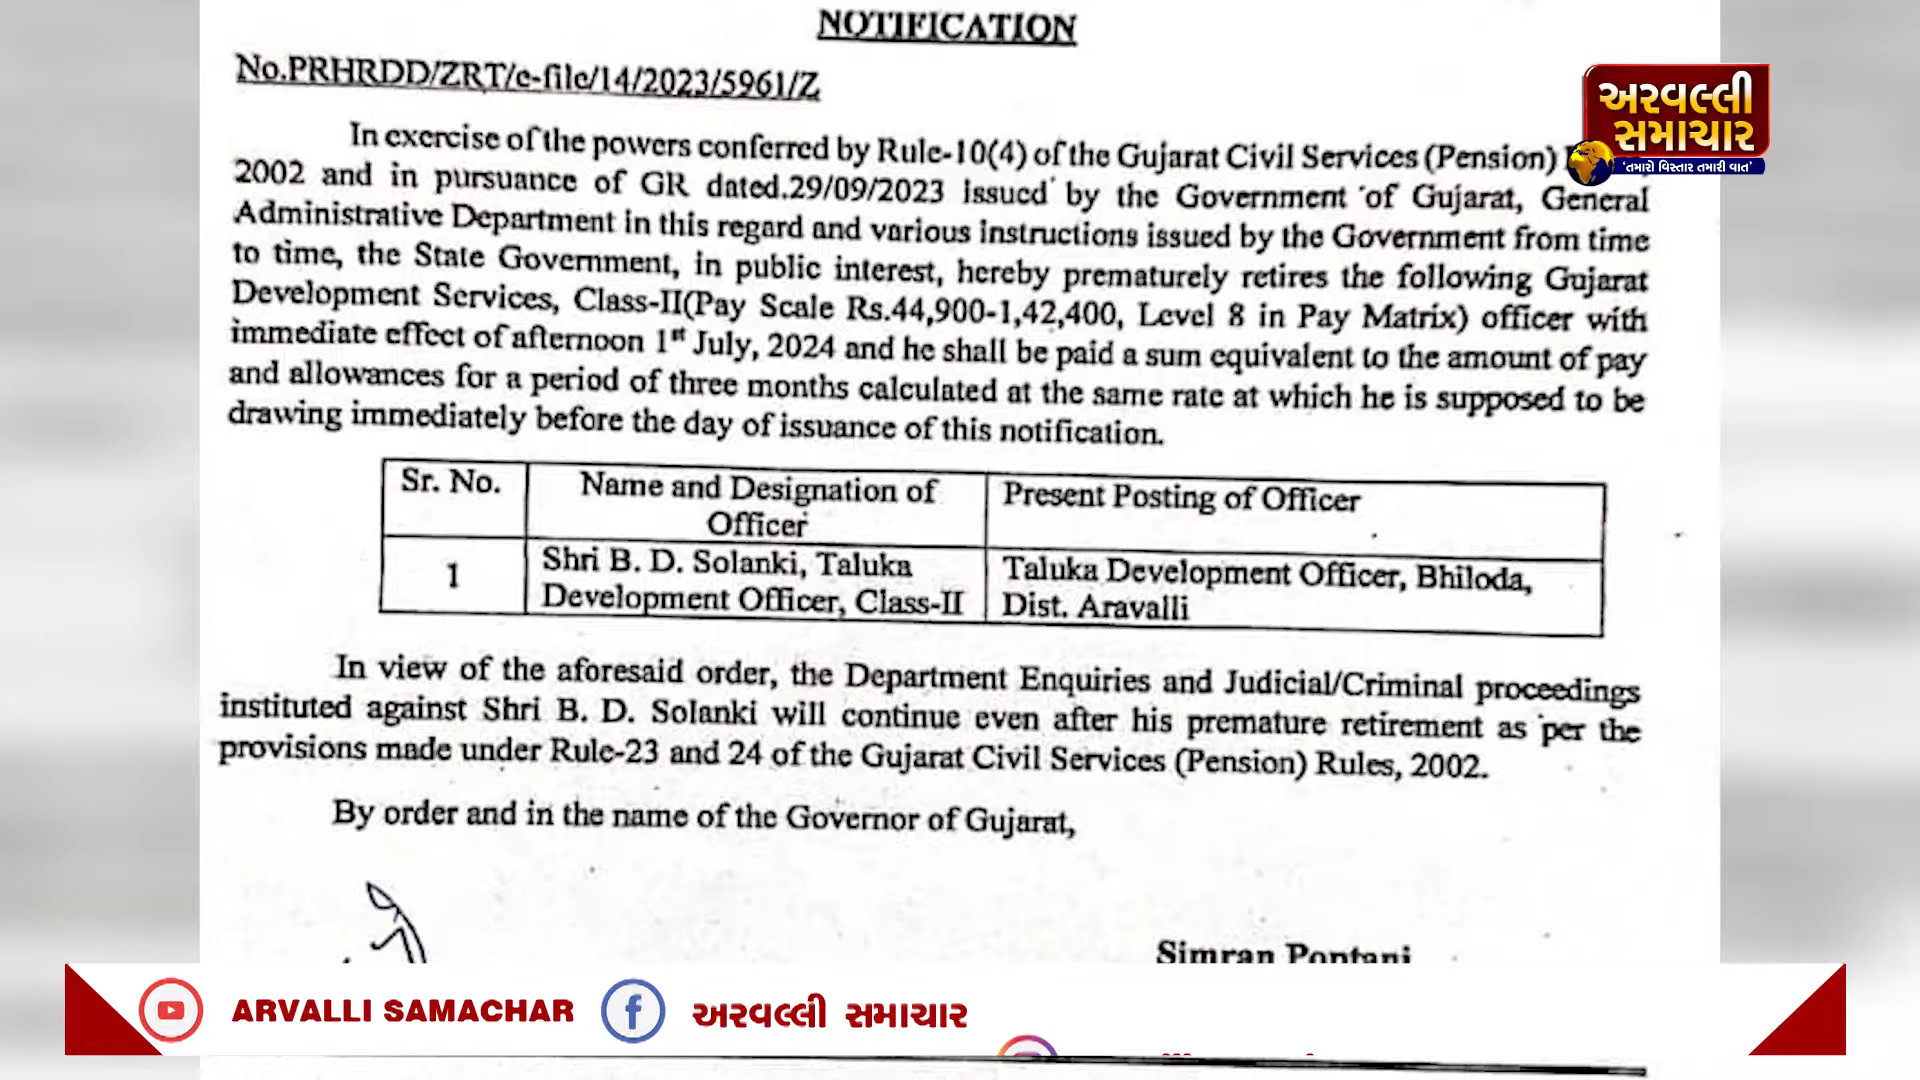 NOTIFICATION
No.PRHRDD/ZRT/e-file/14/2023/5961/Z
In exercise of the powers conferred by Rule-10(4) of the Gujarat Civil Services (Pension)
2002 and in pursuance of GR dated.29/09/2023 issued by the Government of Gujarat, General
Administrative Department in this regard and various instructions issued by the Government from time
to time, the State Government, in public interest, hereby prematurely retires the following Gujarat
Development Services, Class-II(Pay Scale Rs.44,900-1,42,400, Level 8 in Pay Matrix) officer with
immediate effect of afternoon 1st July, 2024 and he shall be paid a sum equivalent to the amount of pay
and allowances for a period of three months calculated at the same rate at which he is supposed to be
drawing immediately before the day of issuance of this notification.
Sr. No.
Name and Designation of
Officer
Present Posting of Officer
1
Shri B. D. Solanki, Taluka
Development Officer, Class-II
Taluka Development Officer, Bhiloda,
Dist. Aravalli
In view of the aforesaid order, the Department Enquiries and Judicial/Criminal proceedings
instituted against Shri B. D. Solanki will continue even after his premature retirement as per the
provisions made under Rule-23 and 24 of the Gujarat Civil Services (Pension) Rules, 2002.
By order and in the name of the Governor of Gujarat,
Simran
અરવલ્લી
સમાચાર
'તમારો વિસ્તાર તમારી વાત'
ARVALLI SAMACHAR
અરવલ્લી સમાચાર